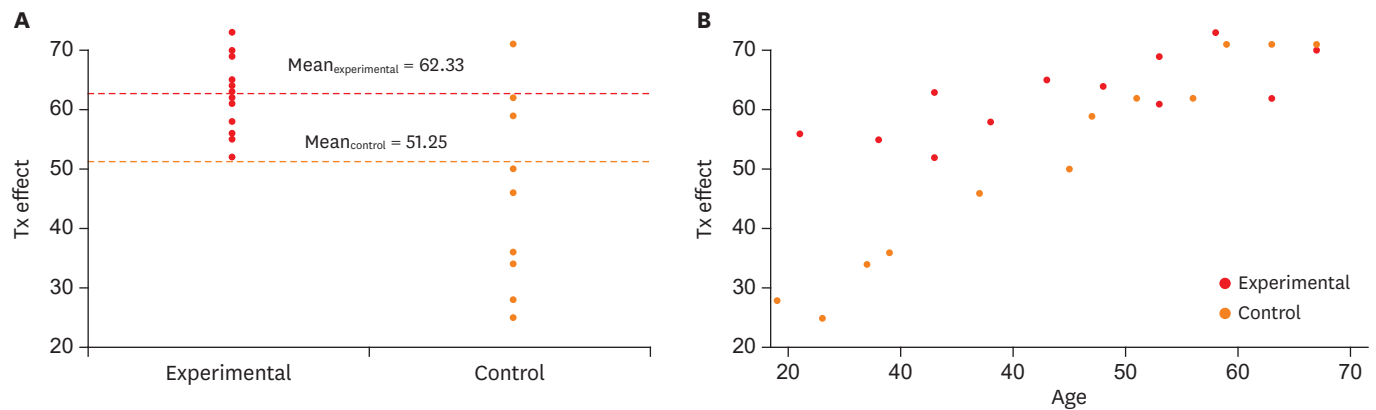 A
70
60
50
40
30
20
Tx effect
Mean experimental = 62.33
Mean control = 51.25
Experimental Control
B
70
60
50
40
30
20
Tx effect
Experimental
Control
20 40 40 50 60 70
Age